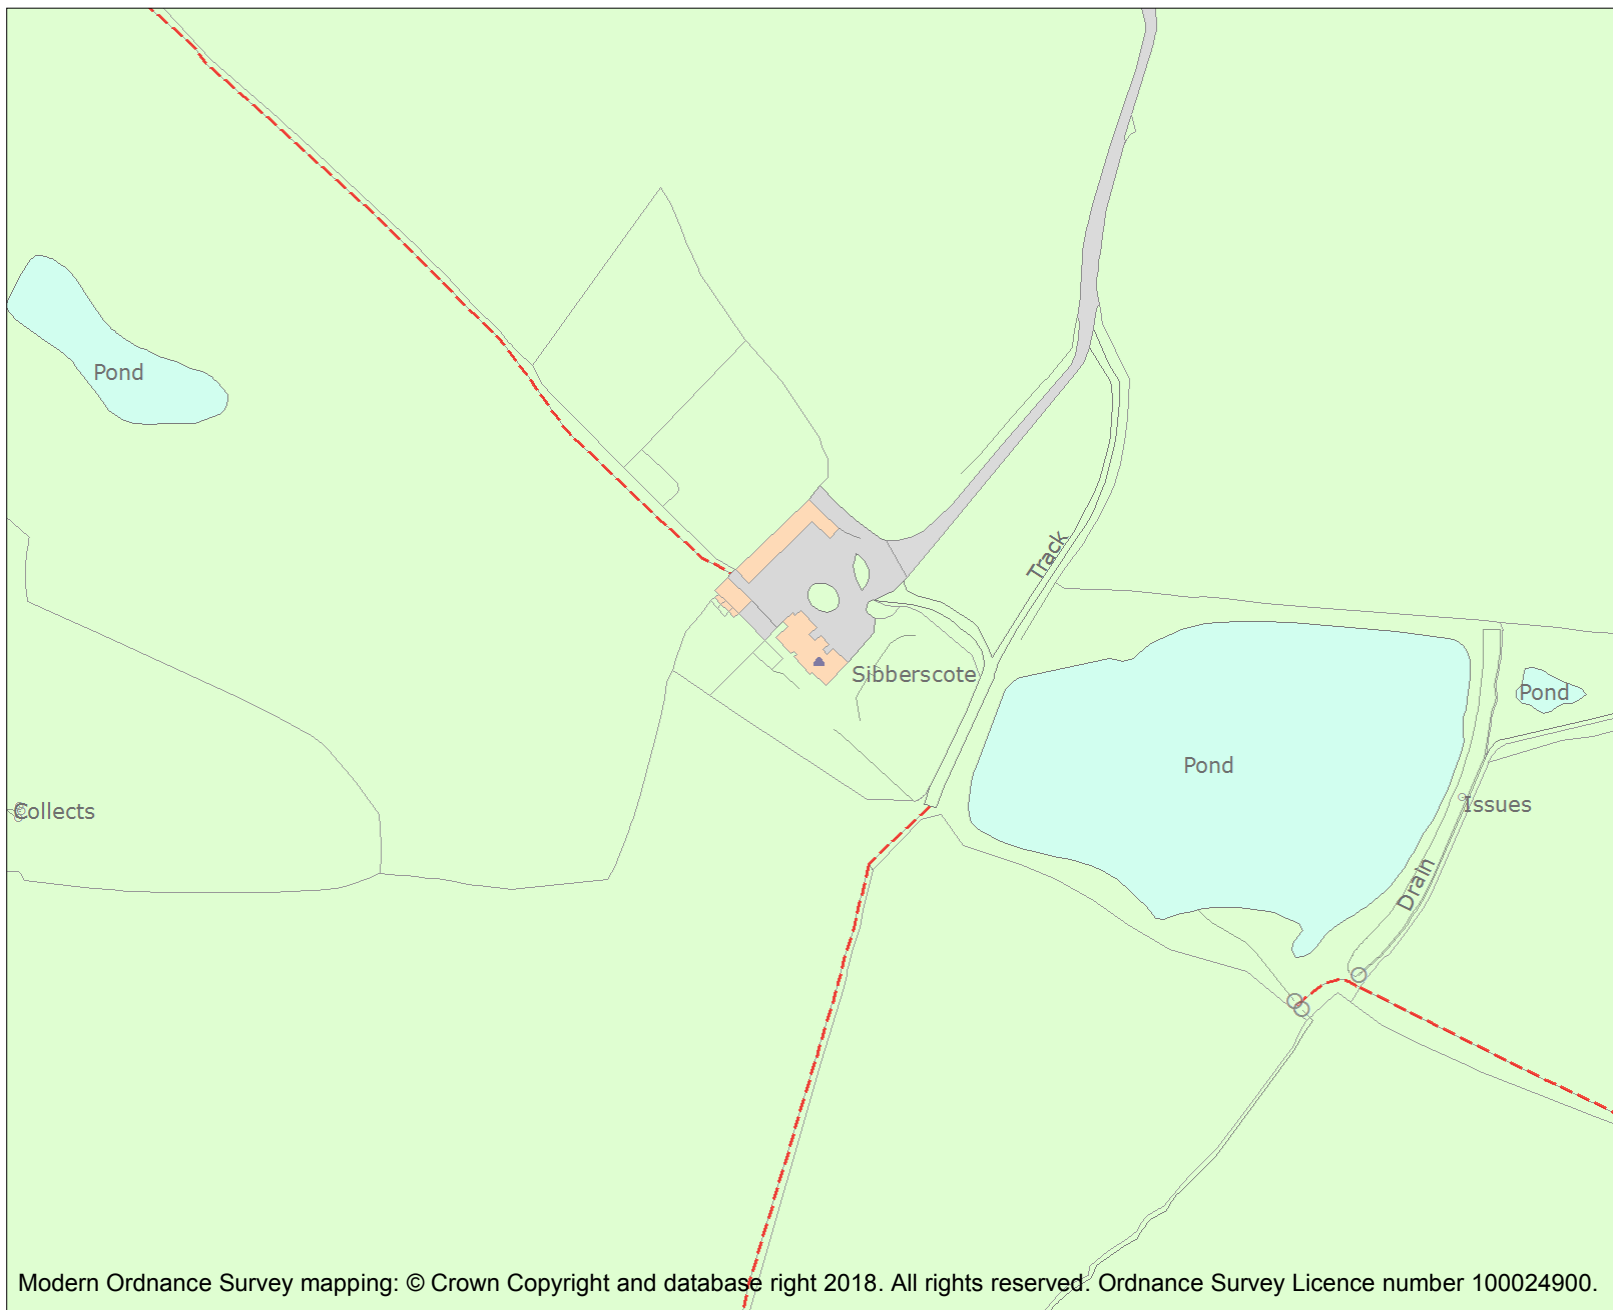 Pond
Track
Sibberscote
Pond
Pond
Collects
Issues
Drain
Modern Ordnance Survey mapping: © Crown Copyright and database right 2018. All rights reserved. Ordnance Survey Licence number 100024900.